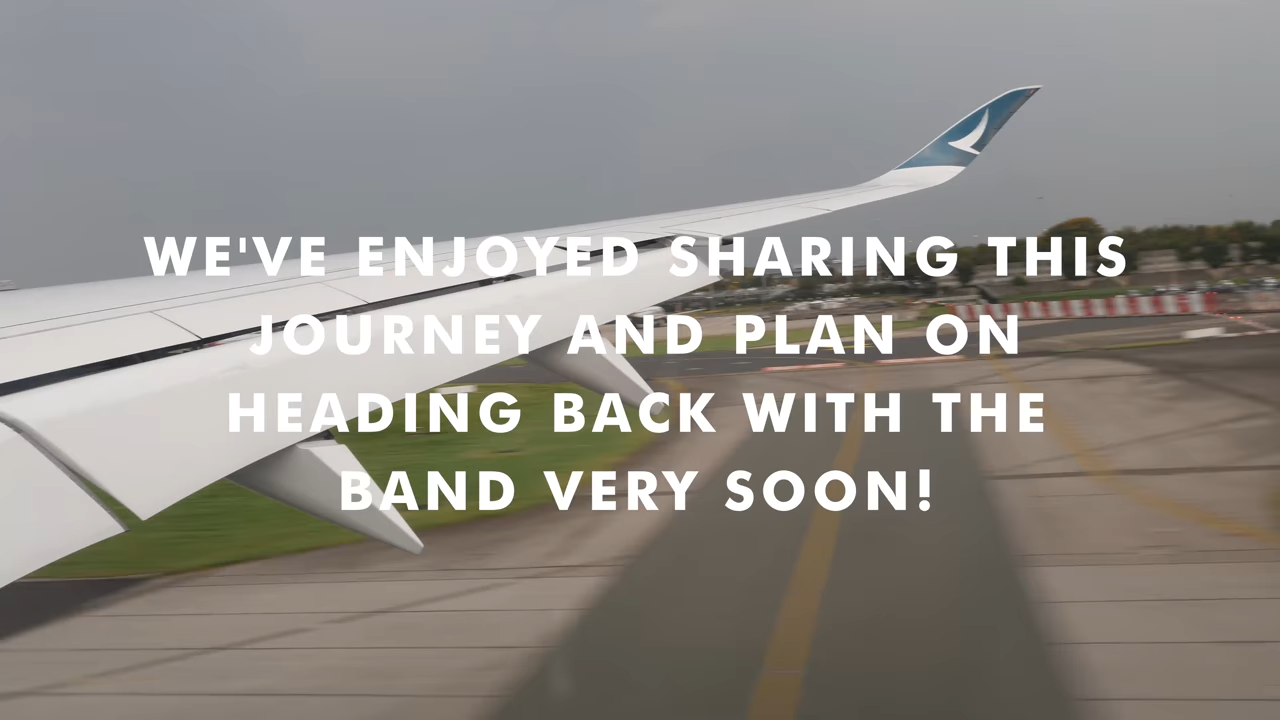 WE'VE ENJOYED SHARING THIS
JOURNEY AND PLAN ON
HEADING BACK WITH THE
BAND VERY SOON!